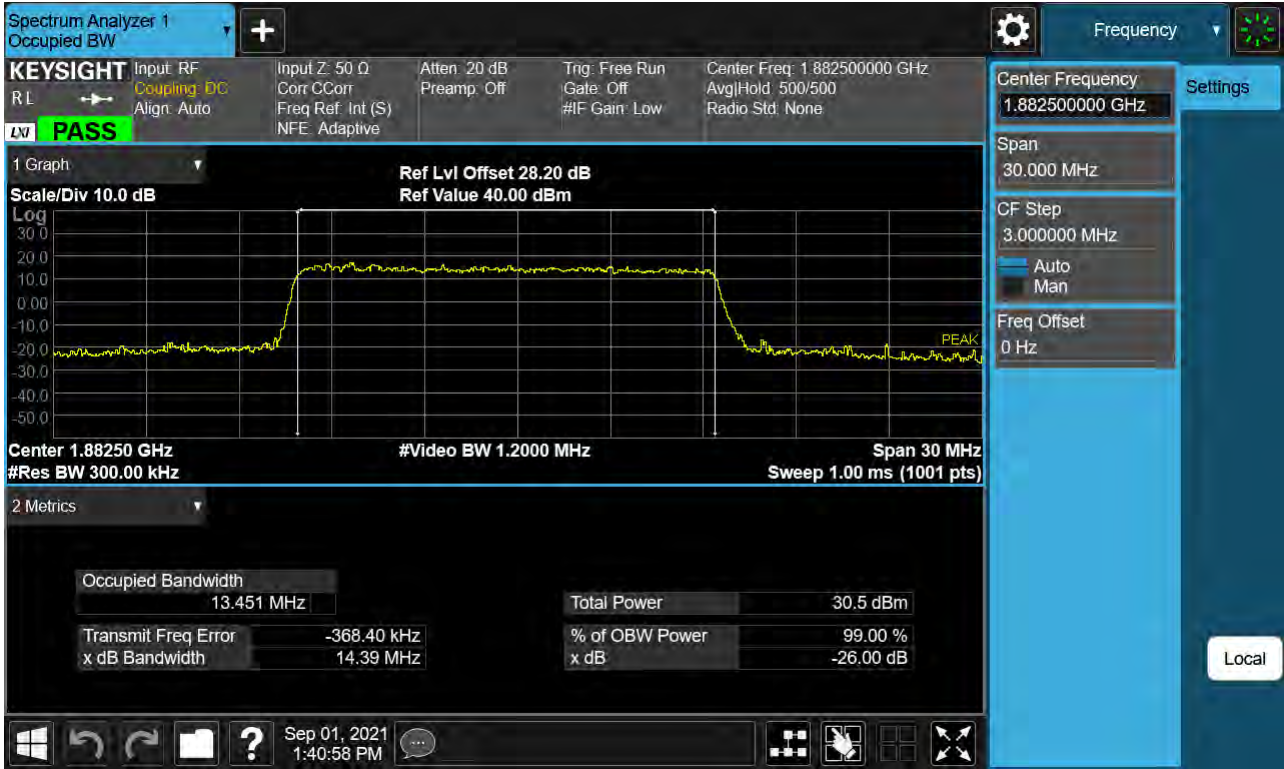 Spectrum Analyzer 1
Occupied BW
Frequency
KEYSIGHT
R L
LXI PASS
Input: RF
Coupling: DC
Align: Auto
Input Z: 50 Ω
Corr CCorr
Freq Ref: Int (S)
NFE: Adaptive
Atten: 20 dB
Preamp: Off
Trig: Free Run
Gate: Off
#IF Gain: Low
Center Freq: 1.882500000 GHz
Avg|Hold: 500/500
Radio Std: None
1 Graph
Scale/Div 10.0 dB
Ref Lvl Offset 28.20 dB
Ref Value 40.00 dBm
Log
30.0
20.0
10.0
0.00
-10.0
-20.0
-30.0
-40.0
-50.0
PEAK
Center 1.88250 GHz
#Video BW 1.2000 MHz
Span 30 MHz
#Res BW 300.00 kHz
Sweep 1.00 ms (1001 pts)
2 Metrics
Occupied Bandwidth
13.451 MHz
Total Power 30.5 dBm
Transmit Freq Error -368.40 kHz
% of OBW Power 99.00 %
x dB Bandwidth 14.39 MHz
x dB -26.00 dB
Center Frequency
1.882500000 GHz
Settings
Span
30.000 MHz
CF Step
3.000000 MHz
Auto
Man
Freq Offset
0 Hz
Local
?
Sep 01, 2021
1:40:58 PM